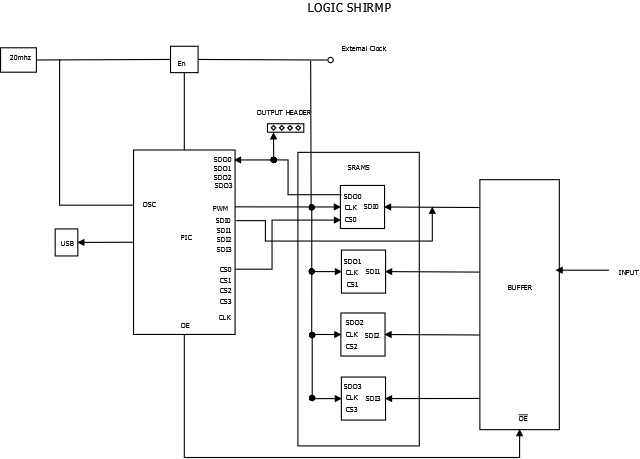 LOGIC SHIRMP
20mhz
En
External Clock
OUTPUT HEADER
SRAMS
SDO0
SDO1
SDO2
SDO3
OSC
PWM
SDI0
SDI1
SDI2
SDI3
PIC
USB
CS0
CS1
CS2
CS3
CLK
OE
SDO0
CLK
SDI0
CS0
SDO1
CLK
SDI1
CS1
SDO2
CLK
SDI2
CS2
SDO3
CLK
SDI3
CS3
BUFFER
OE
INPUT